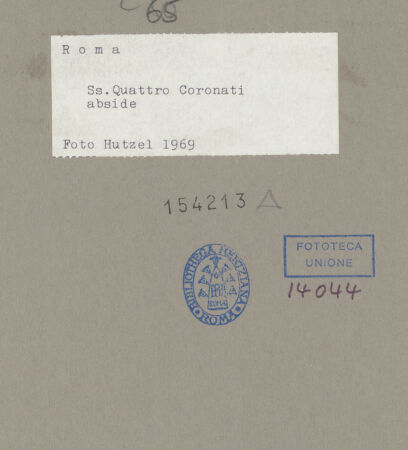 65
Roma
Ss.Quattro Coronati
abside
Foto Hutzel 1969
154213
FOTOTECA
UNIONE
14044
BIBLIOTHECA HERTZIANA
ROMA